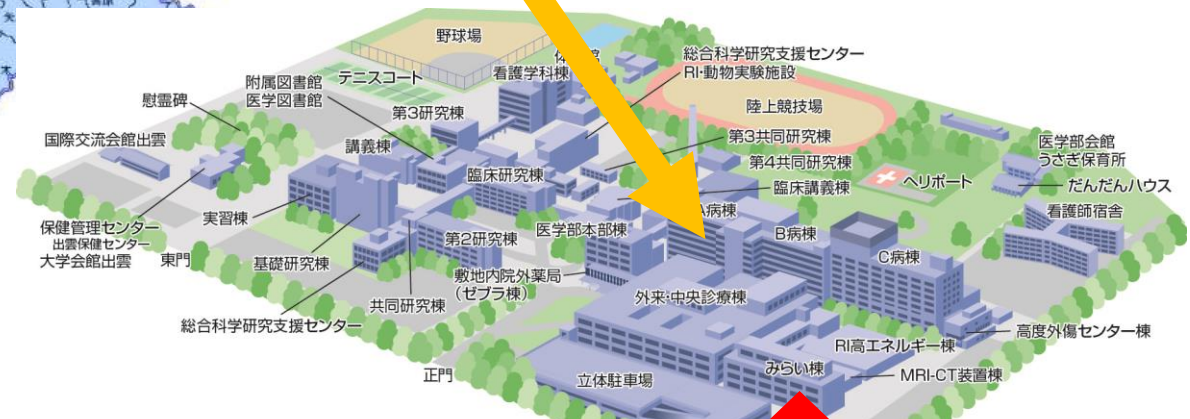 野球場
看護学科棟
総合科学研究支援センター
RI・動物実験施設
テニスコート
附属図書館
医学図書館
慰霊碑
第3研究棟
陸上競技場
国際交流会館出雲
講義棟
第3共同研究棟
医学部会館
うさぎ保育所
第4共同研究棟
臨床研究棟
臨床講義棟
ヘリポート
だんだんハウス
実習棟
A病棟
看護師宿舎
保健管理センター
出雲保健センター
大学会館出雲
東門
医学部本部棟
B病棟
第2研究棟
C病棟
基礎研究棟
敷地内院外薬局
(ゼブラ棟)
共同研究棟
外来・中央診療棟
総合科学研究支援センター
高度外傷センター棟
RI高エネルギー棟
みらい棟
正門
MRI-CT装置棟
立体駐車場